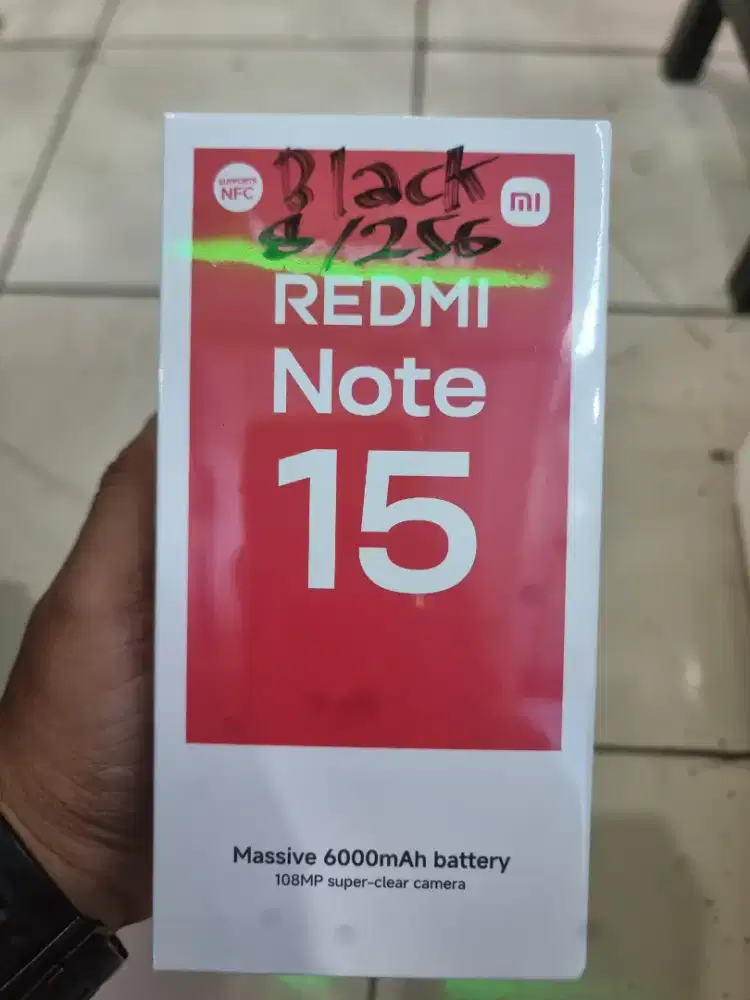 SUPPORTS
NFC
Black
8/256
mi
REDMI
Note
15
Massive 6000mAh battery
108MP super-clear camera